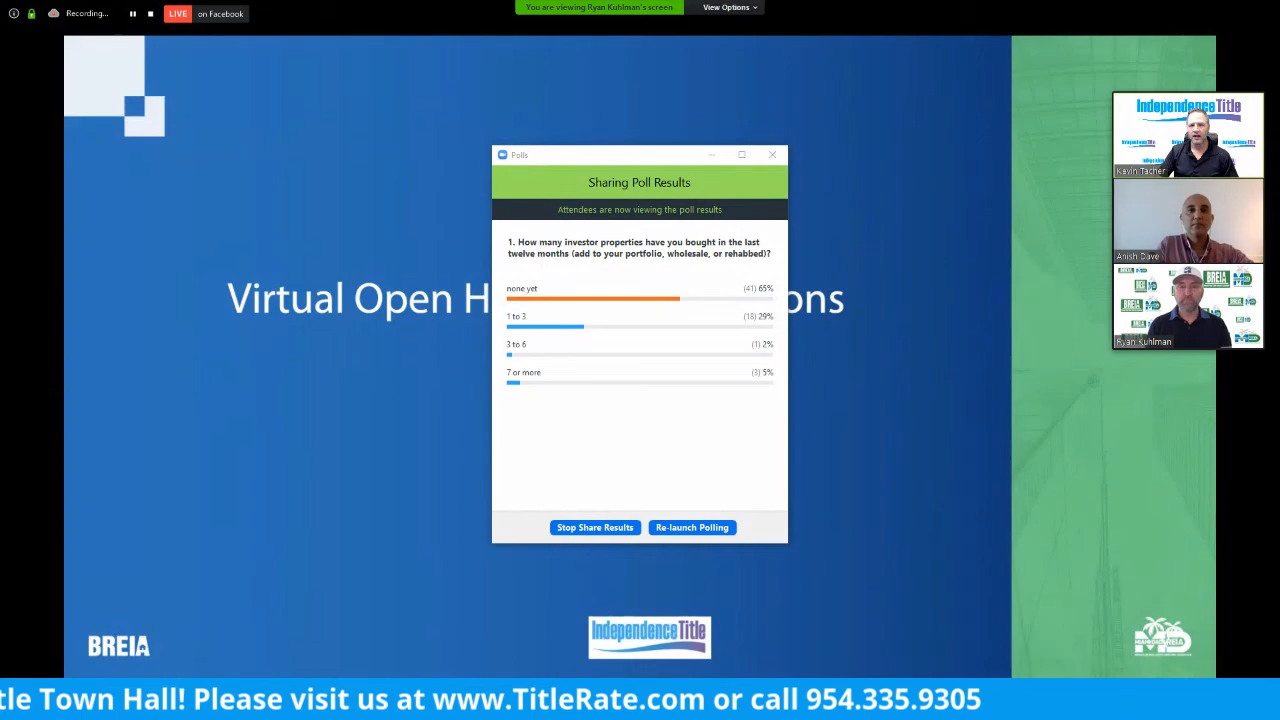 Recording...
LIVE
on Facebook
You are viewing Ryan Kuhlman's screen
View Options
IndependenceTitle
Kevin Tacher
Anish Dave
BREIA
Ryan Kuhlman
Virtual Open H
ons
Polls
Sharing Poll Results
Attendees are now viewing the poll results
1. How many investor properties have you bought in the last
twelve months (add to your portfolio, wholesale, or rehabbed)?
none yet (41) 65%
1 to 3 (18) 29%
3 to 6 (1) 2%
7 or more (3) 5%
Stop Share Results
Re-launch Polling
BREIA
IndependenceTitle
MD
tle Town Hall! Please visit us at www.TitleRate.com or call 954.335.9305